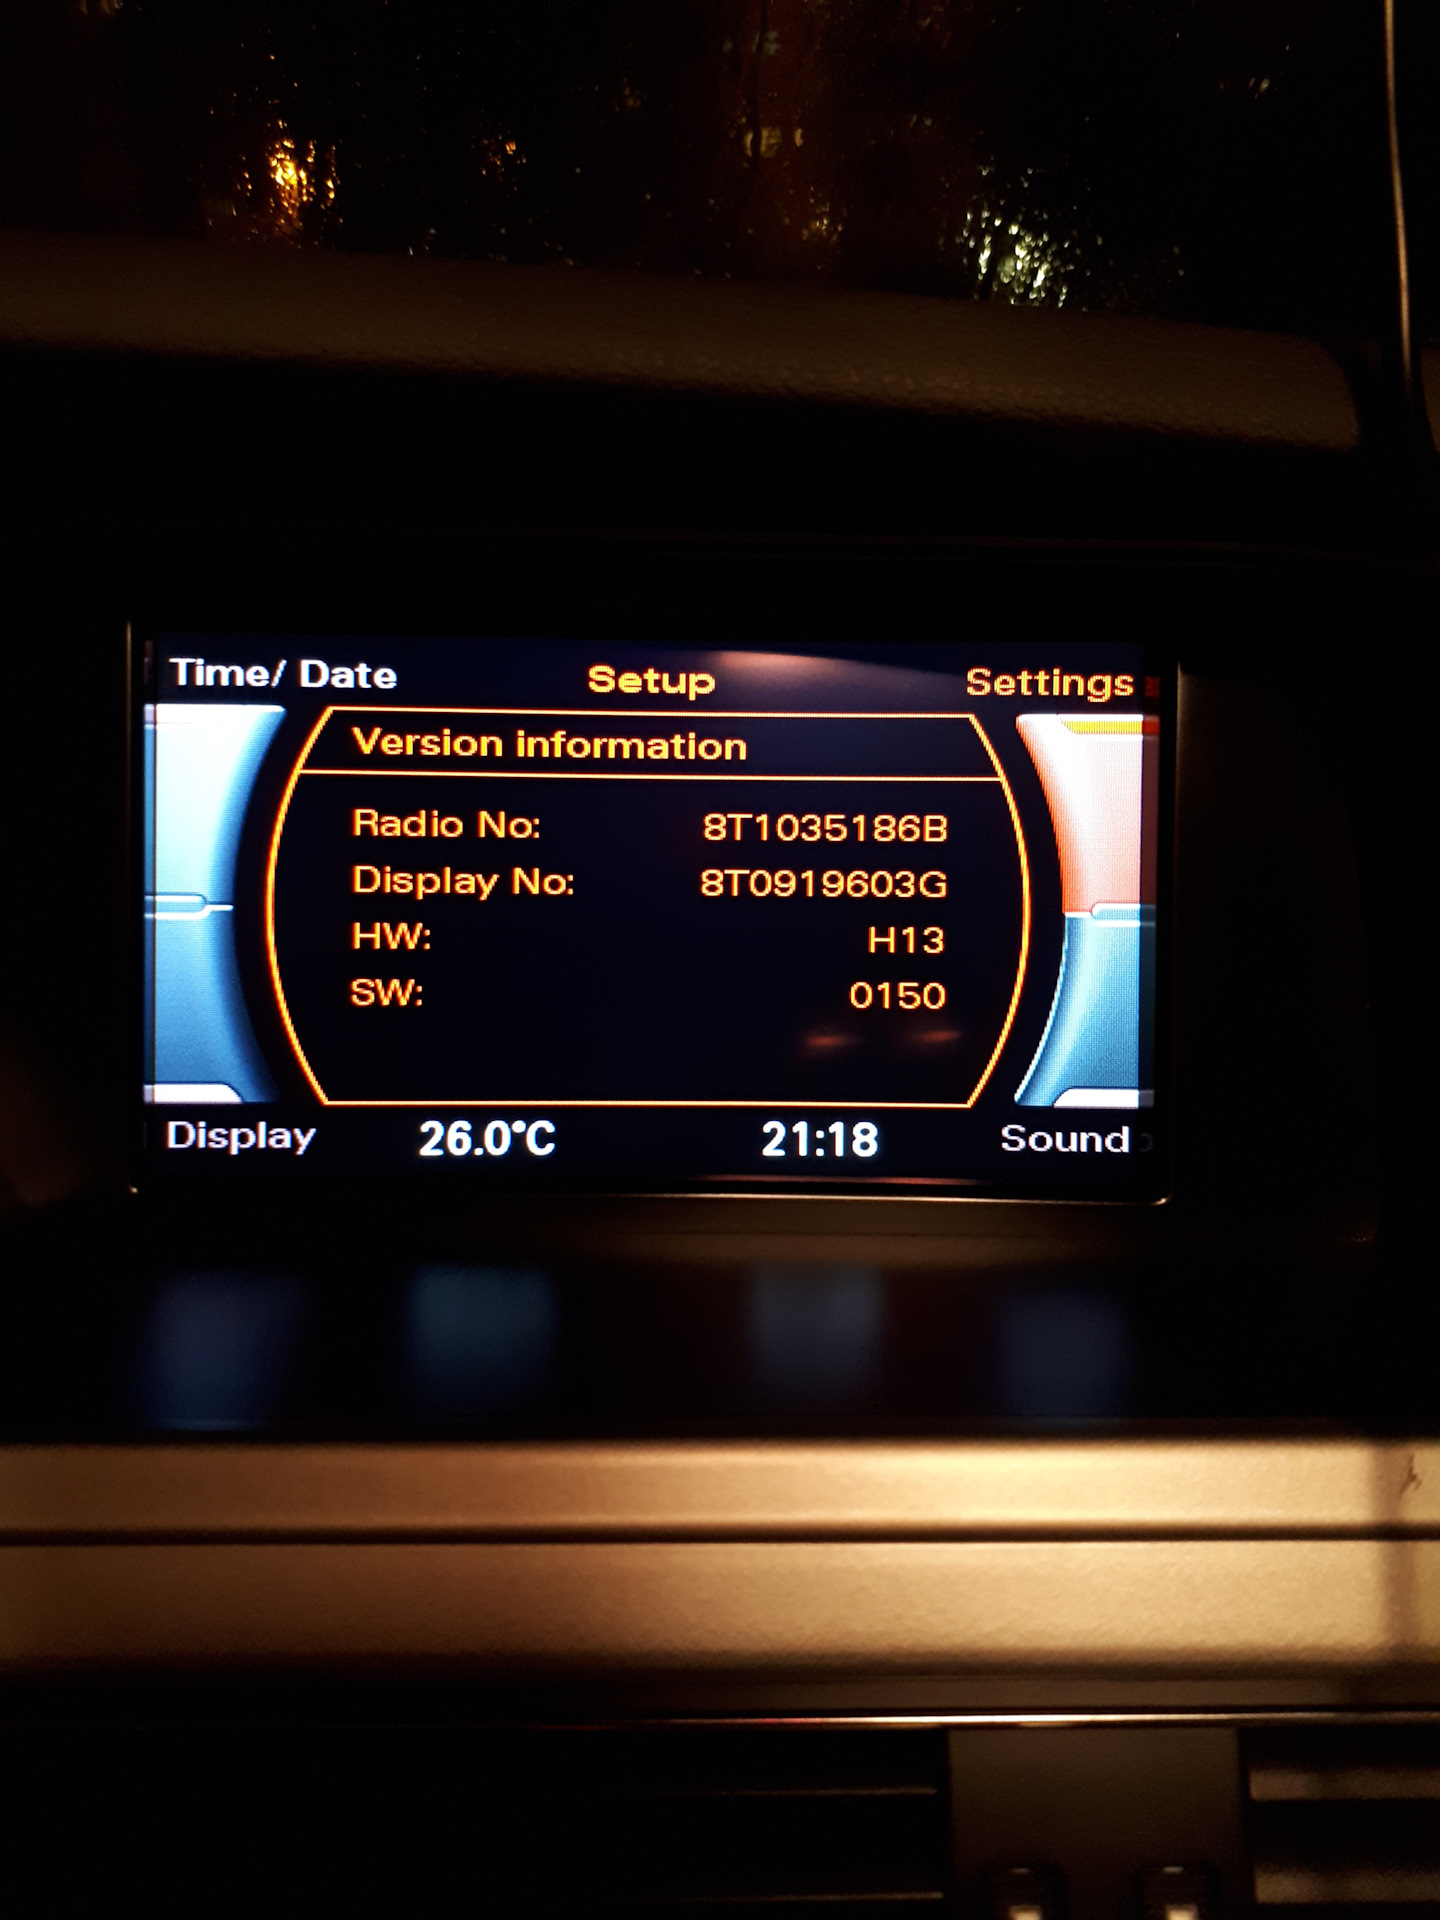 Time/ Date Setup Settings
Version information
Radio No: 8T1035186B
Display No: 8T0919603G
HW: H13
SW: 0150
Display 26.0°C 21:18 Sound